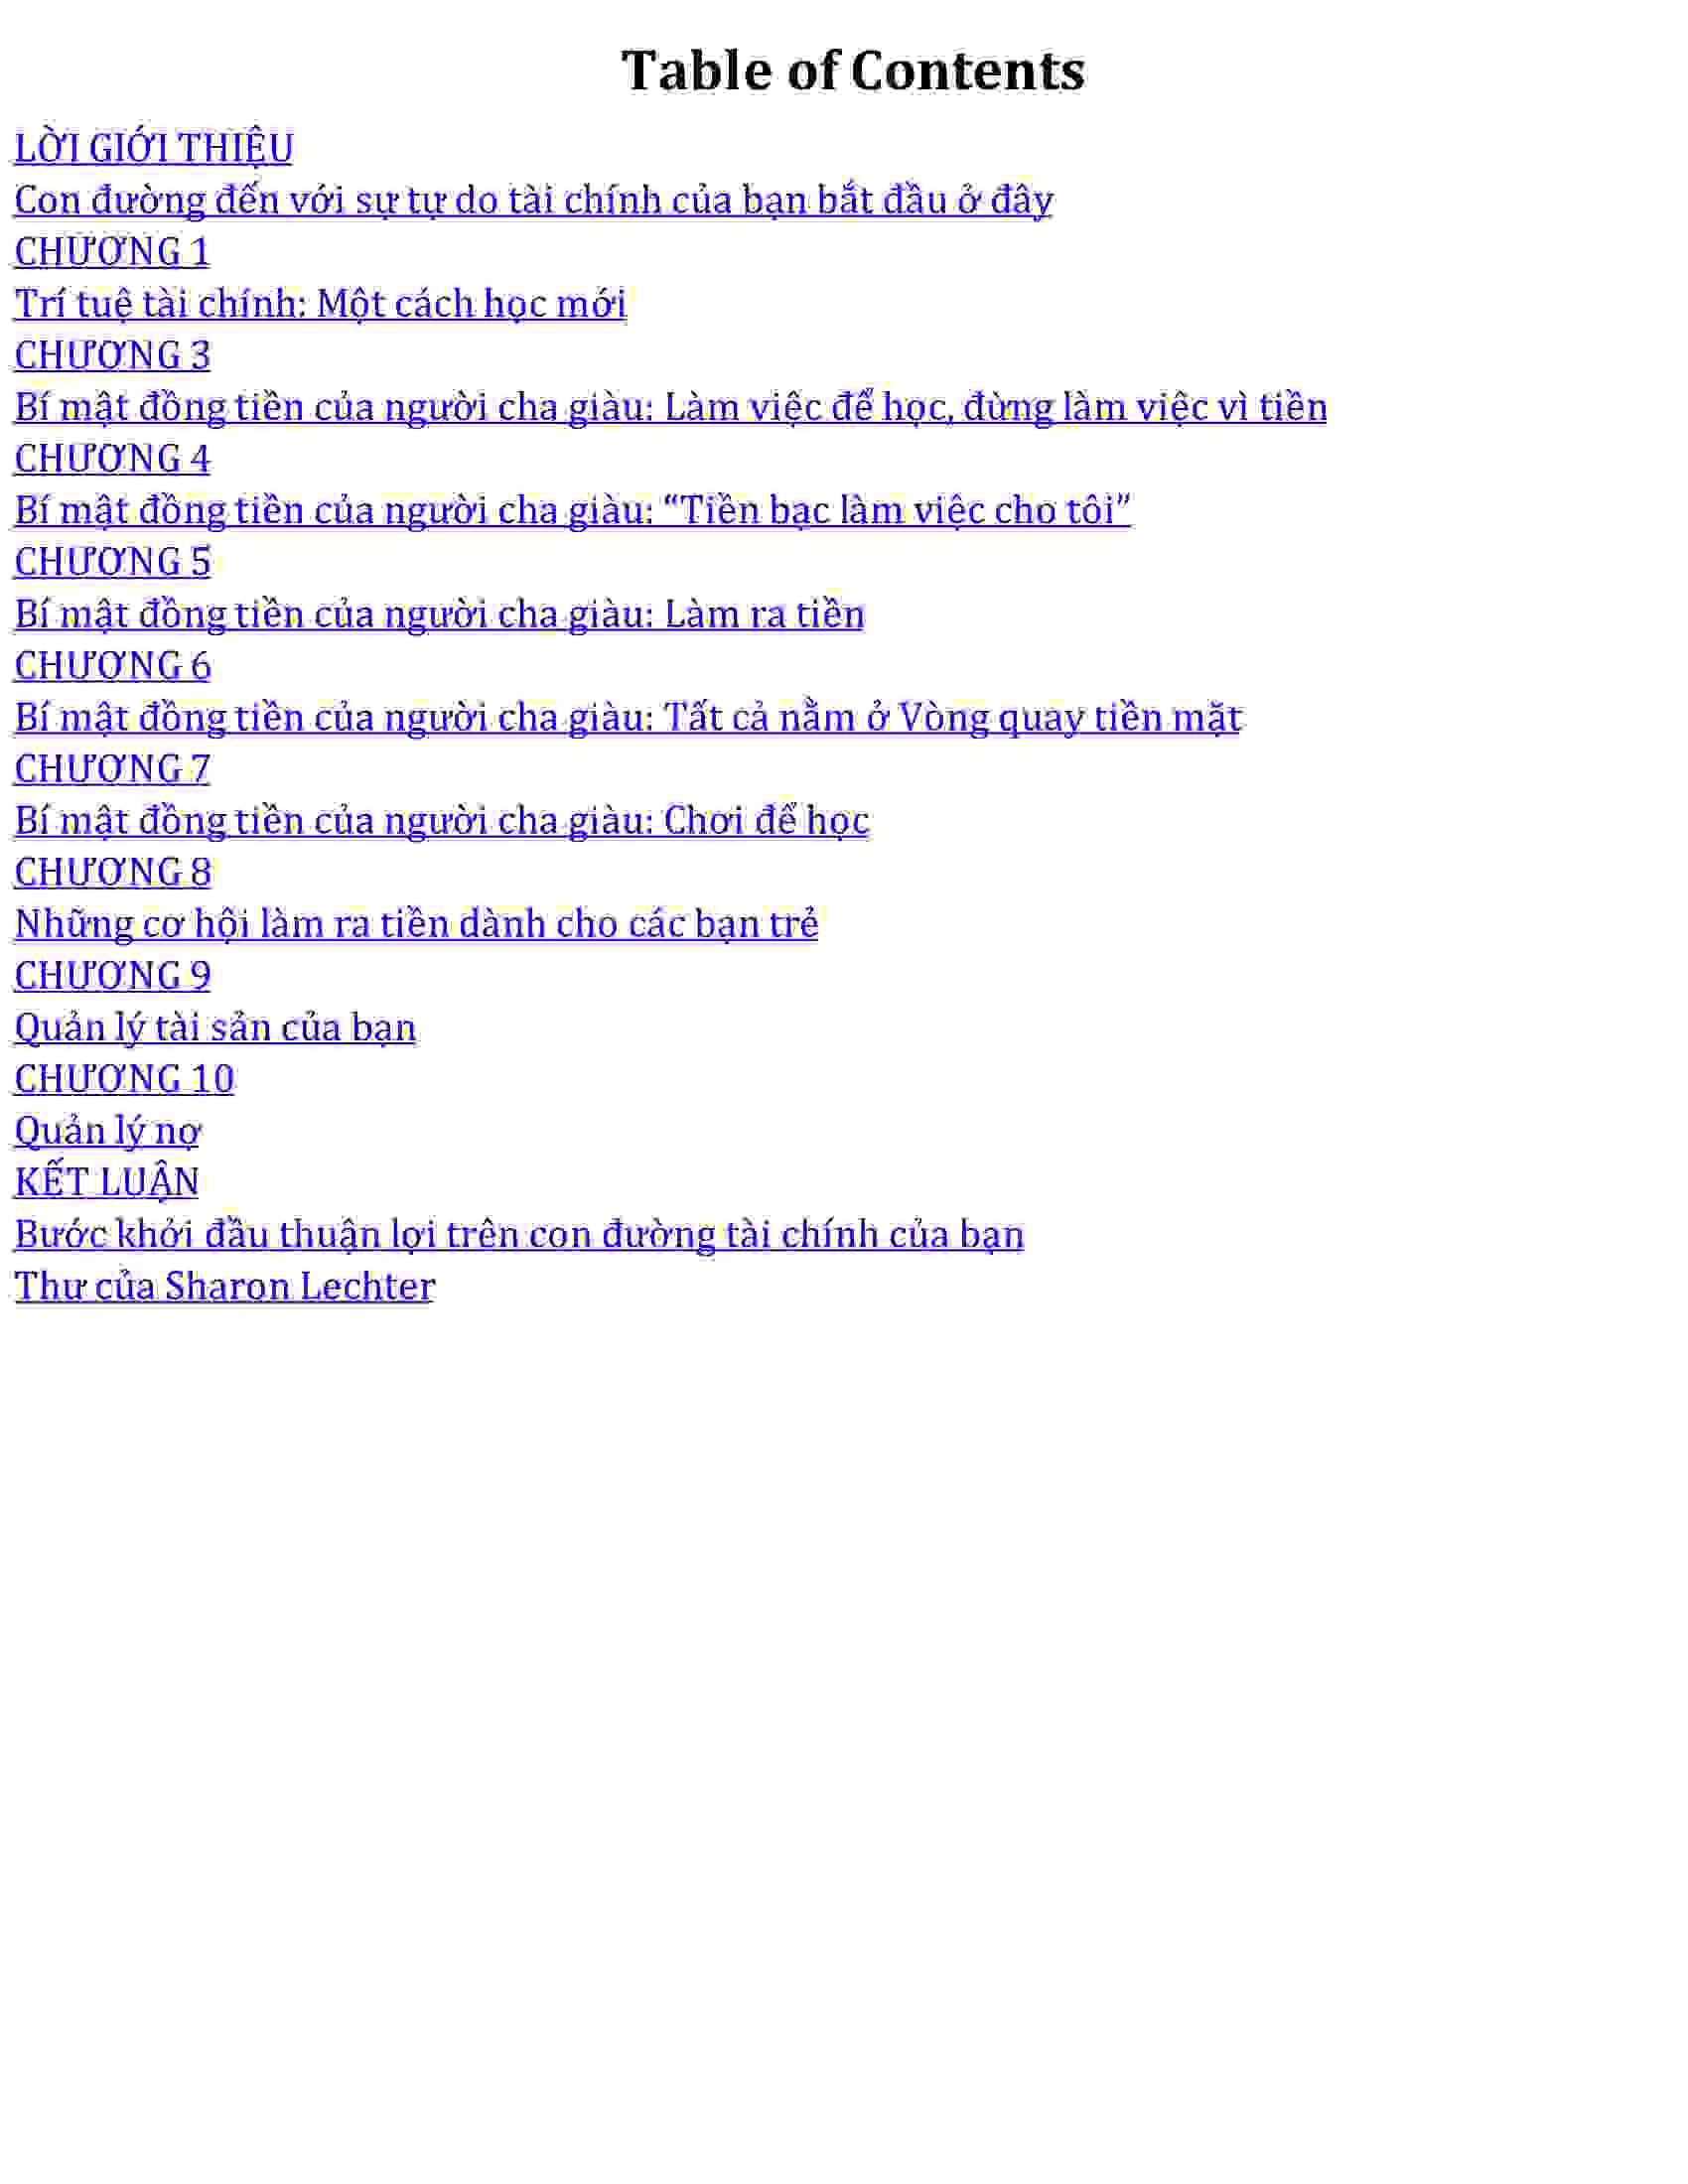 Table of Contents
LỜI GIỚI THIỆU
Con đường đến với sự tự do tài chính của bạn bắt đầu ở đây
CHƯƠNG 1
Trí tuệ tài chính: Một cách học mới
CHƯƠNG 3
Bí mật đồng tiền của người cha giàu: Làm việc để học, đừng làm việc vì tiền
CHƯƠNG 4
Bí mật đồng tiền của người cha giàu: “Tiền bạc làm việc cho tôi”
CHƯƠNG 5
Bí mật đồng tiền của người cha giàu: Làm ra tiền
CHƯƠNG 6
Bí mật đồng tiền của người cha giàu: Tất cả nằm ở Vòng quay tiền mặt
CHƯƠNG 7
Bí mật đồng tiền của người cha giàu: Chơi để học
CHƯƠNG 8
Những cơ hội làm ra tiền dành cho các bạn trẻ
CHƯƠNG 9
Quản lý tài sản của bạn
CHƯƠNG 10
Quản lý nợ
KẾT LUẬN
Bước khởi đầu thuận lợi trên con đường tài chính của bạn
Thư của Sharon Lechter